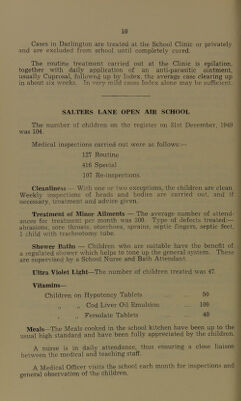 10
Cases in Darlington are treated at the School Clinic or privately
and are excluded from school until completely cured.
The routine treatment carried out at the Clinic is epilation,
together with daily application of an anti-parasitic ointment,
usually Cuproxal, followed up by Index, the average case clearing up
in about six weeks. In very mild cases Index alone may be sufficient.
SALTERS LANE OPEN AIR SCHOOL
The number of children on the register on 31st December, 1949
was 104.
Medical inspections carried out were as follows:—
127 Routine
416 Special
107 Re-inspections
Cleanliness — With one or two exceptions, the children are clean.
Weekly inspections of heads and bodies are carried out, and if
necessary, treatment and advice given.
Treatment of Minor Ailments — The average number of attend-
ances for treatment per month was 300. Type of defects treated:—
abrasions, sore throats, otorrhoea, sprains, septic fingers, septic feet,
1 child with tracheotomy tube.
Shower Baths — Children who are suitable have the benefit of
a regulated shower which helps to tone up the general system. These
are supervised by a School Nurse and Bath Attendant.
Ultra Violet Light—The number of children treated was 47.
Vitamins—
Children on Hypotency Tablets ... ... 50
" " Cod Liver Oil Emulsion ... 100
" " Fersolate Tablets ... ... 40
Meals—The Meals cooked in the school kitchen have been up to the
usual high standard and have been fully appreciated by the children.
A nurse is in daily attendance, thus ensuring a close liaison
between the medical and teaching staff.
A Medical Officer visits the school each month for inspections and
general observation of the children.